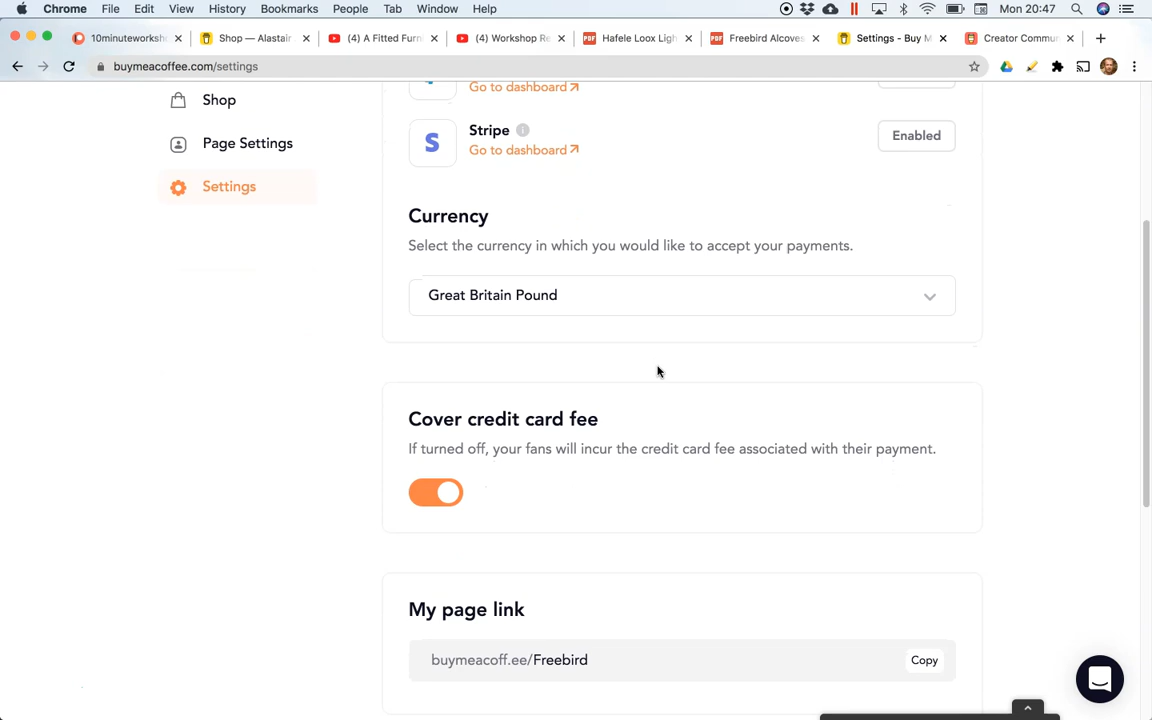 Chrome File Edit View History Bookmarks People Tab Window Help Mon 20:47
10minuteworksh Shop — Alastair (4) A Fitted Furn (4) Workshop Re Hafele Loox Ligh Freebird Alcoves Settings - Buy M Creator Commun
buymeacoffee.com/settings
Go to dashboard
Shop
Stripe
Enabled
Go to dashboard
Page Settings
Settings
Currency
Select the currency in which you would like to accept your payments.
Great Britain Pound
Cover credit card fee
If turned off, your fans will incur the credit card fee associated with their payment.
My page link
buymeacoff.ee/Freebird
Copy